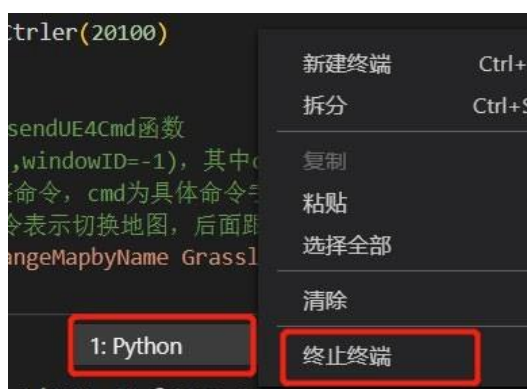 Ctrler(20100)
新建终端 Ctrl+
拆分 Ctrl+S
sendUE4Cmd函数
,windowID=-1), 其中c
复制
整命令, cmd为具体命令字
粘贴
令表示切换地图, 后面跟
选择全部
angeMapbyName Grassl
清除
1: Python
终止终端